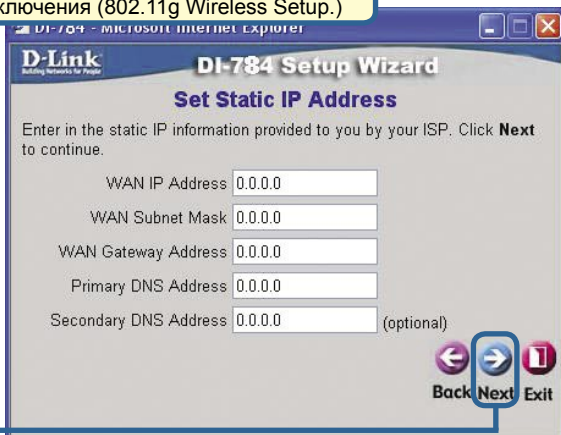 ключения (802.11g Wireless Setup.)
DI-784 - Microsoft Internet Explorer
D-Link
Building Networks for People
DI-784 Setup Wizard
Set Static IP Address
Enter in the static IP information provided to you by your ISP. Click Next
to continue.
WAN IP Address 0.0.0.0
WAN Subnet Mask 0.0.0.0
WAN Gateway Address 0.0.0.0
Primary DNS Address 0.0.0.0
Secondary DNS Address 0.0.0.0 (optional)
Back Next Exit